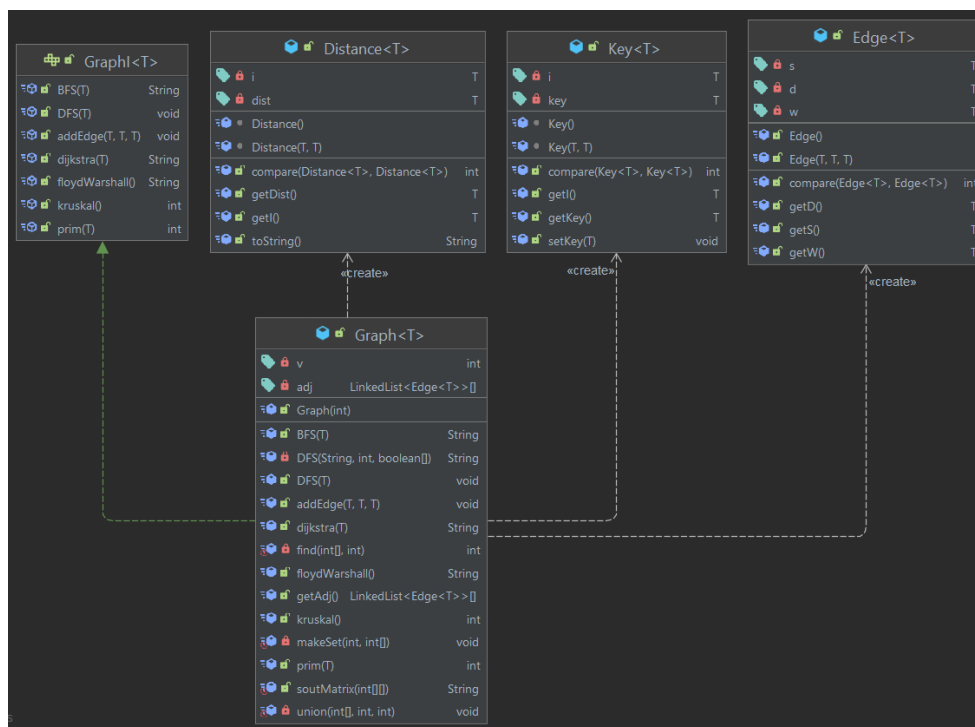 GraphI<T>
BFS(T) String
DFS(T) void
addEdge(T, T, T) void
dijkstra(T) String
floydWarshall() String
kruskal() int
prim(T) int
Distance<T>
i T
dist T
Distance()
Distance(T, T)
compare(Distance<T>, Distance<T>) int
getDist() T
getI() T
toString() String
Key<T>
i T
key T
Key()
Key(T, T)
compare(Key<T>, Key<T>) int
getI() T
getKey() T
setKey(T) void
Edge<T>
s T
d T
w T
Edge()
Edge(T, T, T)
compare(Edge<T>, Edge<T>) int
getD() T
getS() T
getW() T
«create»
«create»
«create»
Graph<T>
v int
adj LinkedList<Edge<T>>[]
Graph(int)
BFS(T) String
DFS(String, int, boolean[]) String
DFS(T) void
addEdge(T, T, T) void
dijkstra(T) String
find(int[], int) int
floydWarshall() String
getAdj() LinkedList<Edge<T>>[]
kruskal() int
makeSet(int, int[]) void
prim(T) int
soutMatrix(int[][]) String
union(int[], int, int) void